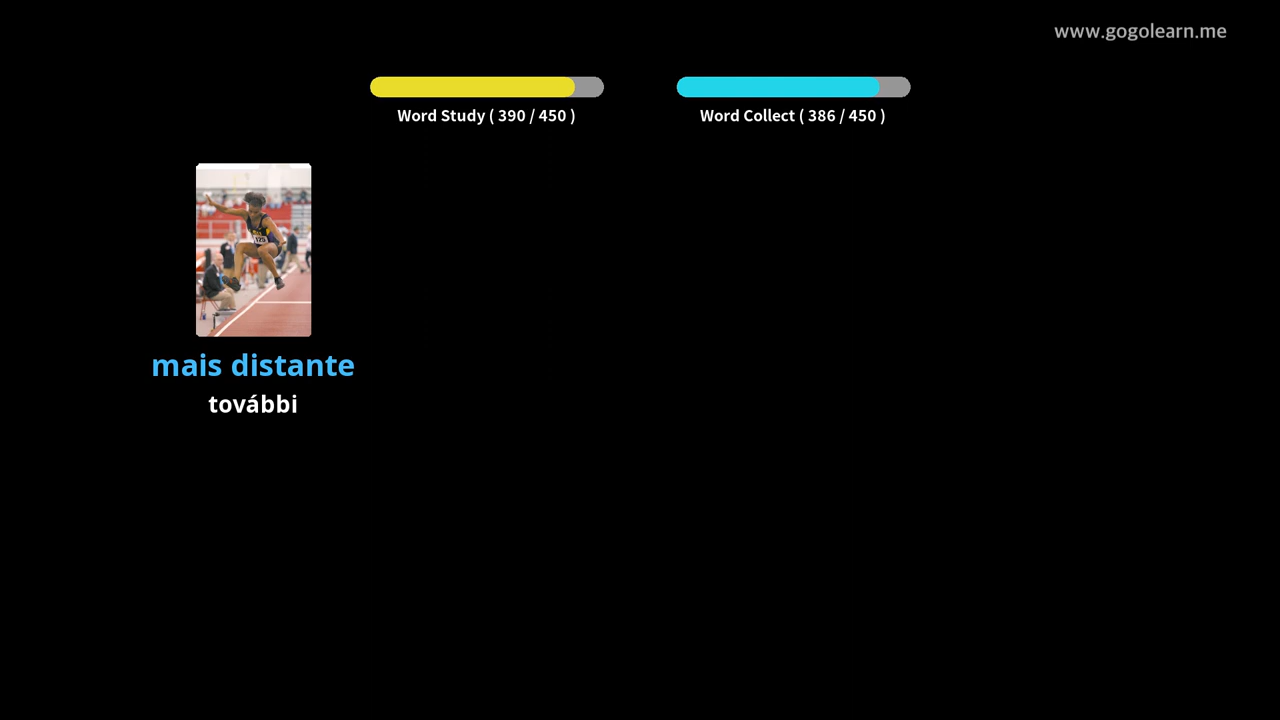 www.gogolearn.me
Word Study ( 390 / 450 )
Word Collect ( 386 / 450 )
mais distante
további